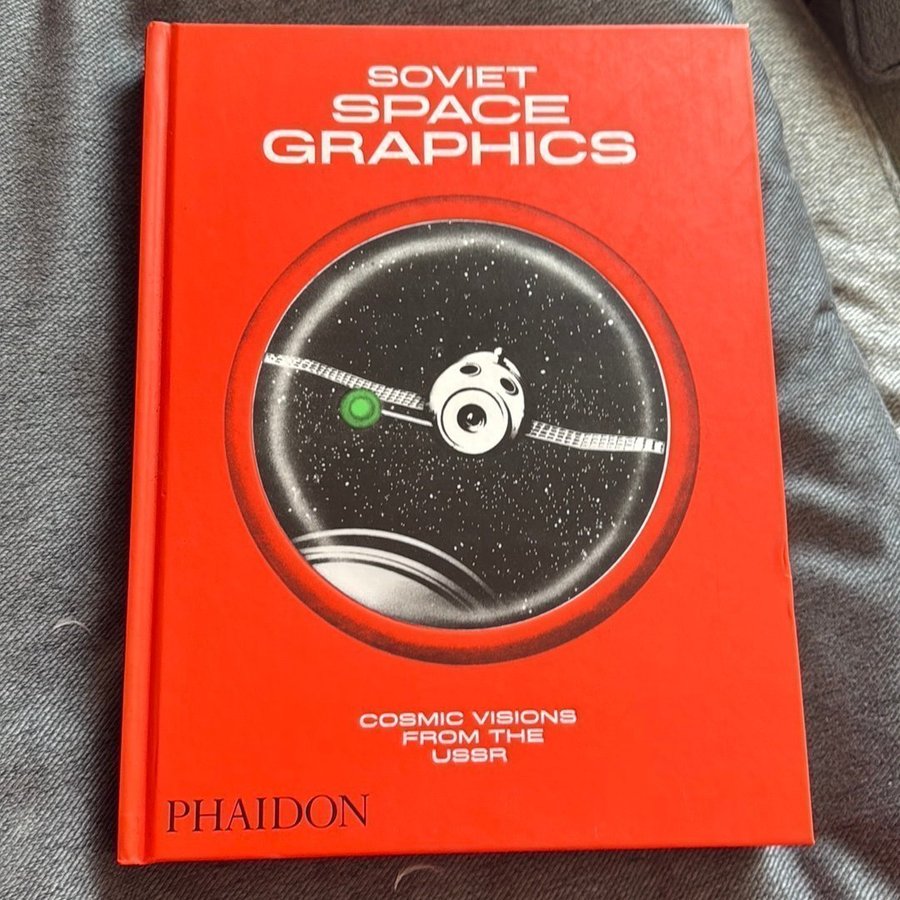 SOVIET
SPACE
GRAPHICS
COSMIC VISIONS
FROM THE
USSR
PHAIDON